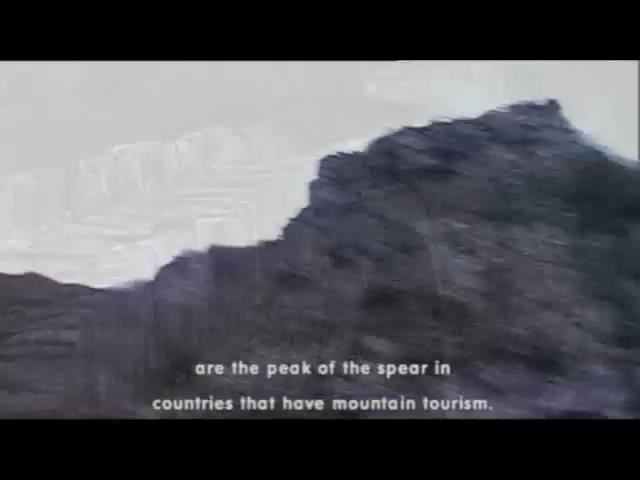 are the peak of the spear in
countries that have mountain tourism.